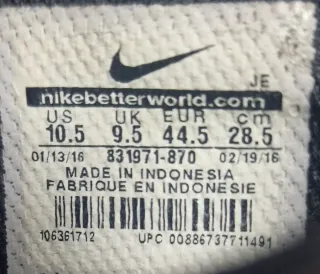 JE
nikebetterworld.com
US UK EUR cm
10.5 9.5 44.5 28.5
01/13/16 831971-870 02/19/16
MADE IN INDONESIA
FABRIQUE EN INDONESIE
106361712 UPC 00886737711491